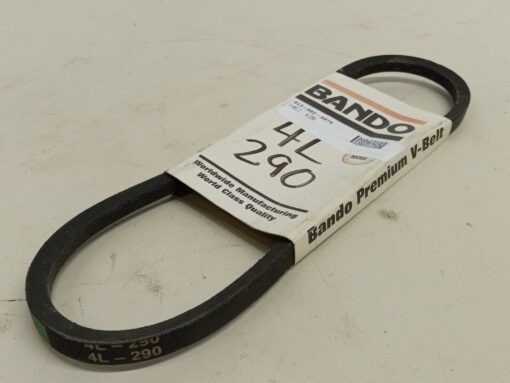 BANDO
4L
290
Worldwide Manufacturing
World Class Quality
Bando Premium V-Belt
4L-290
4L-290